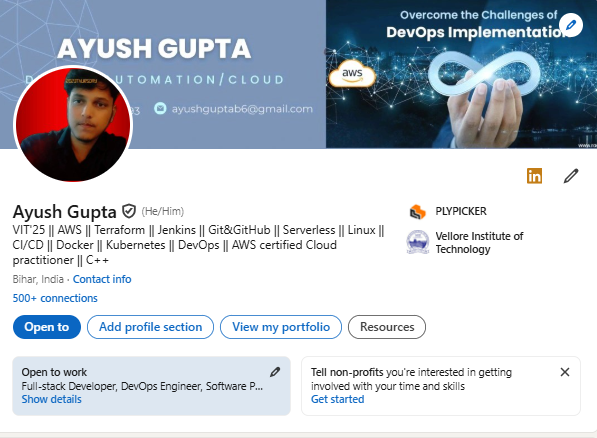 AYUSH GUPTA
AUTOMATION/CLOUD
ayushguptab6@gmail.com
Overcome the Challenges of
DevOps Implementation
aws
in
Ayush Gupta (He/Him)
VIT'25 || AWS || Terraform || Jenkins || Git&GitHub || Serverless || Linux ||
CI/CD || Docker || Kubernetes || DevOps || AWS certified Cloud
practitioner || C++
Bihar, India · Contact info
500+ connections
PLYPICKER
Vellore Institute of
Technology
Open to
Add profile section
View my portfolio
Resources
Open to work
Full-stack Developer, DevOps Engineer, Software P...
Show details
Tell non-profits you're interested in getting
involved with your time and skills
Get started